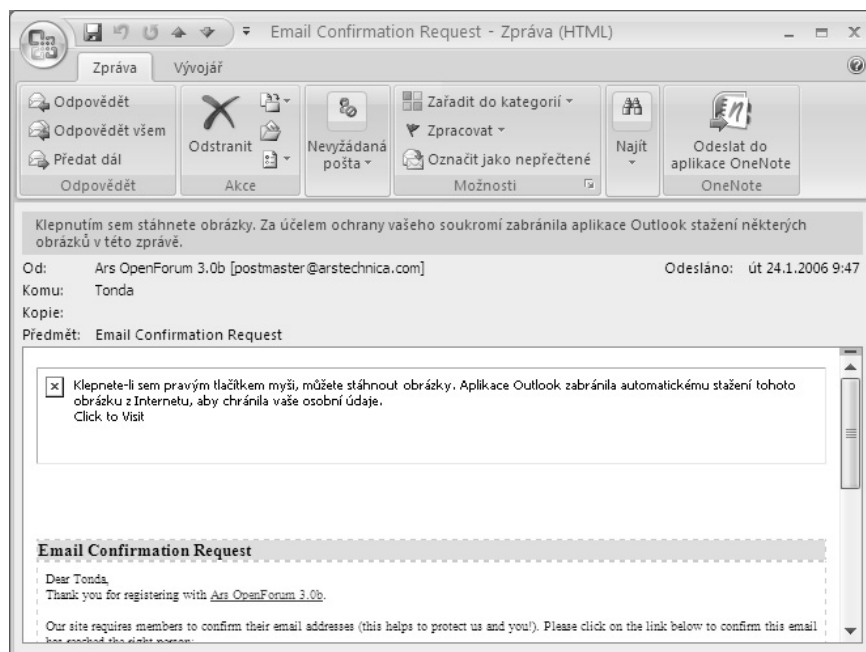 Email Confirmation Request - Zpráva (HTML)
Zpráva Vývojář
Odpovědět
Odpovědět všem
Předat dál
Odpovědět
Odstranit
Akce
Nevyžádaná
pošta
Zařadit do kategorií
Zpracovat
Označit jako nepřečtené
Možnosti
Najít
Odeslat do
aplikace OneNote
OneNote
Klepnutím sem stáhnete obrázky. Za účelem ochrany vašeho soukromí zabránila aplikace Outlook stažení některých
obrázků v této zprávě.
Od: Ars OpenForum 3.0b [postmaster@arstechnica.com] Odesláno: út 24.1.2006 9:47
Komu: Tonda
Kopie:
Předmět: Email Confirmation Request
Klepnete-li sem pravým tlačítkem myši, můžete stáhnout obrázky. Aplikace Outlook zabránila automatickému stažení tohoto
obrázku z Internetu, aby chránila vaše osobní údaje.
Click to Visit
Email Confirmation Request
Dear Tonda,
Thank you for registering with Ars OpenForum 3.0b.
Our site requires members to confirm their email addresses (this helps to protect us and you!). Please click on the link below to confirm this email
has reached the right person: